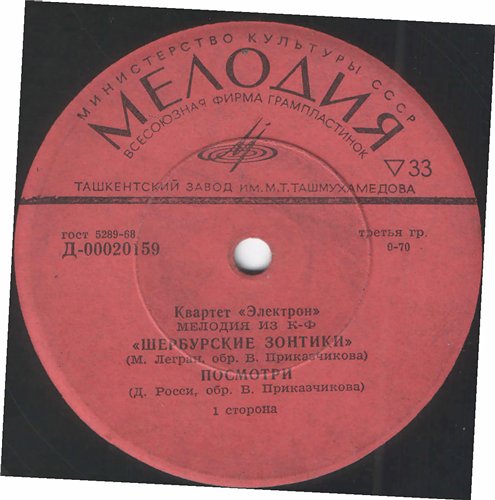 МИНИСТЕРСТВО КУЛЬТУРЫ СССР
МЕЛОДИЯ
ВСЕСОЮЗНАЯ ФИРМА ГРАМПЛАСТИНОК
▽33
ТАШКЕНТСКИЙ ЗАВОД ИМ. М.Т. ТАШМУХАМЕДОВА
гост 5289-68
третья гр.
Д-00020159
0-70
Квартет «Электрон»
МЕЛОДИЯ ИЗ К-Ф
«ШЕРБУРСКИЕ ЗОНТИКИ»
(М. Легран, обр. В. Приказчикова)
ПОСМОТРИ
(Д. Росси, обр. В. Приказчикова)
1 сторона